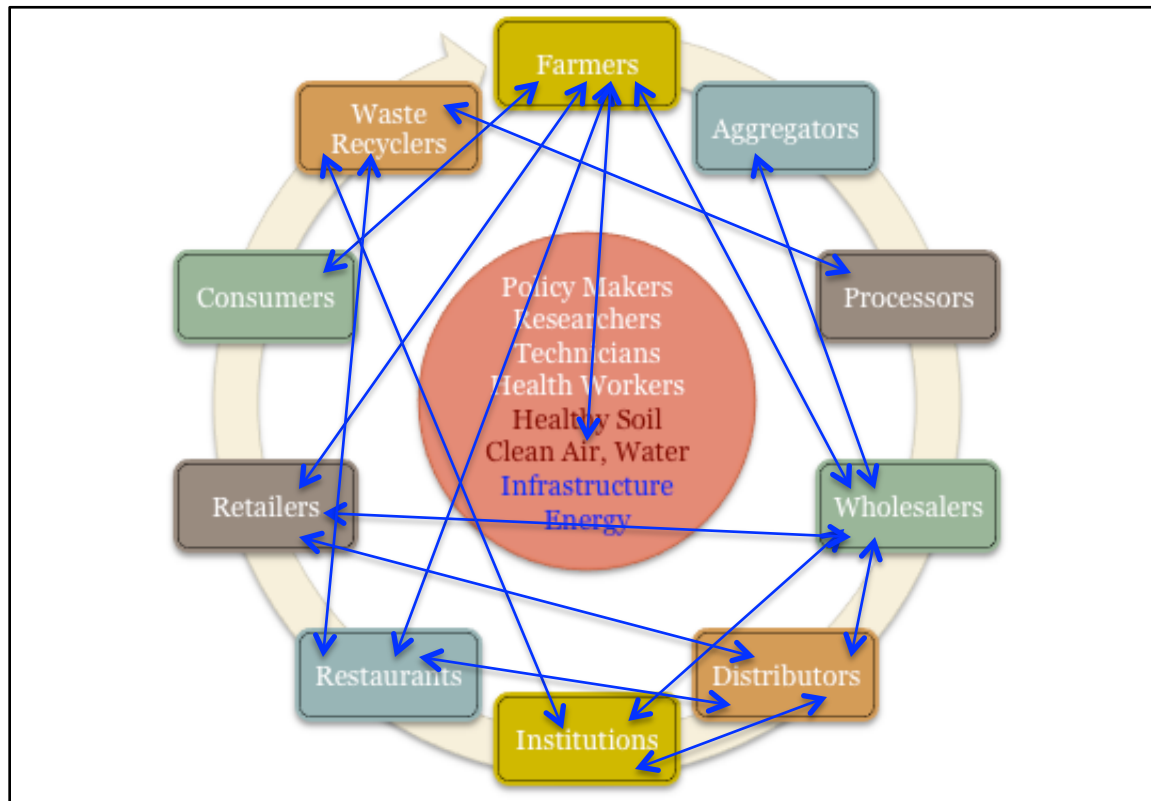 Farmers
Aggregators
Processors
Wholesalers
Distributors
Institutions
Restaurants
Retailers
Consumers
Waste
Recyclers
Policy Makers
Researchers
Technicians
Health Workers
Healthy Soil
Clean Air, Water
Infrastructure
Energy